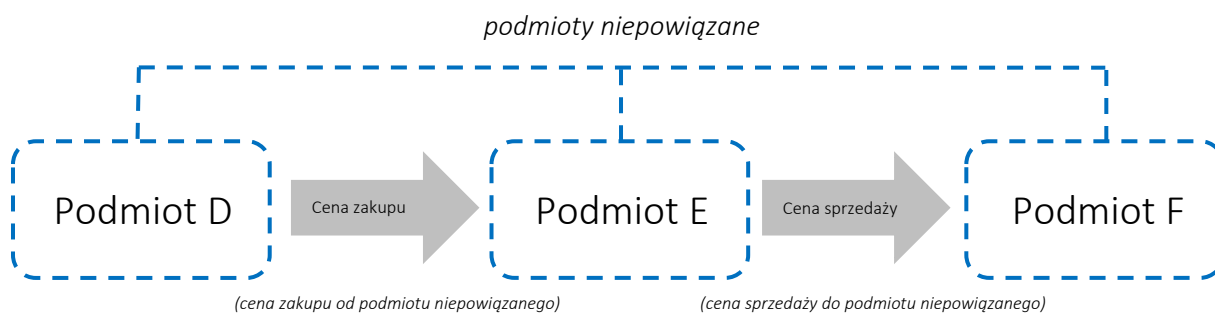 podmioty niepowiązane
Podmiot D
Cena zakupu
Podmiot E
Cena sprzedaży
Podmiot F
(cena zakupu od podmiotu niepowiązanego)
(cena sprzedaży do podmiotu niepowiązanego)